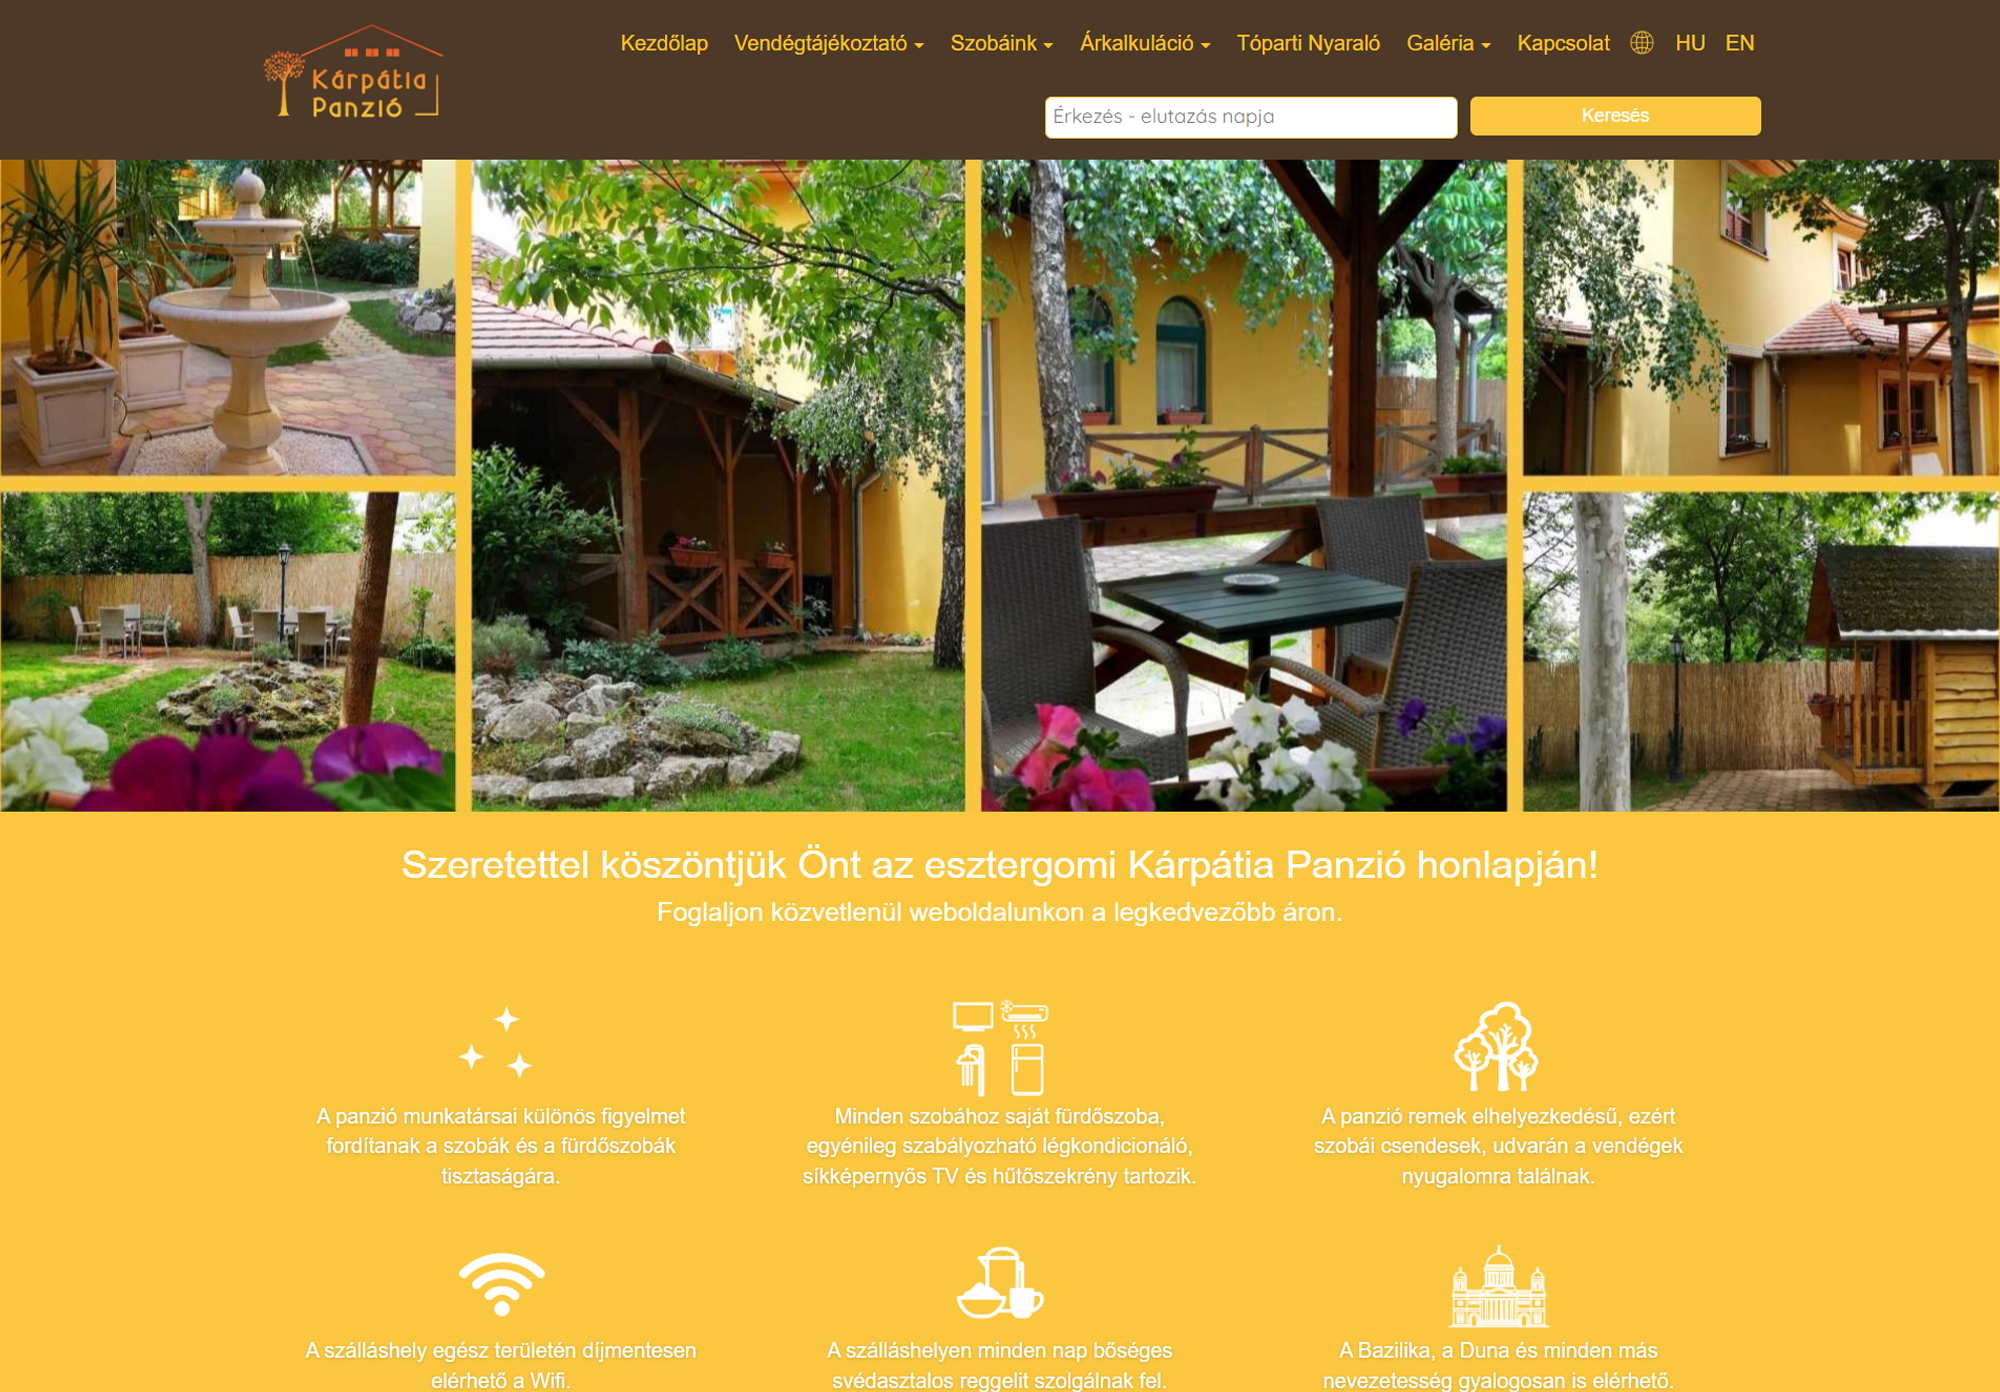 Kárpátia
Panzió
Kezdőlap Vendégtájékoztató Szobáink Árkalkuláció Tóparti Nyaraló Galéria Kapcsolat HU EN
Érkezés - elutazás napja Keresés
Szeretettel köszöntjük Önt az esztergomi Kárpátia Panzió honlapján!
Foglaljon közvetlenül weboldalunkon a legkedvezőbb áron.
A panzió munkatársai különös figyelmet
fordítanak a szobák és a fürdőszobák
tisztaságára.
Minden szobához saját fürdőszoba,
egyénileg szabályozható légkondicionáló,
síkképernyős TV és hűtőszekrény tartozik.
A panzió remek elhelyezkedésű, ezért
szobái csendesek, udvarán a vendégek
nyugalomra találnak.
A szálláshely egész területén díjmentesen
elérhető a Wifi.
A szálláshelyen minden nap bőséges
svédasztalos reggelit szolgálnak fel.
A Bazilika, a Duna és minden más
nevezetesség gyalogosan is elérhető.